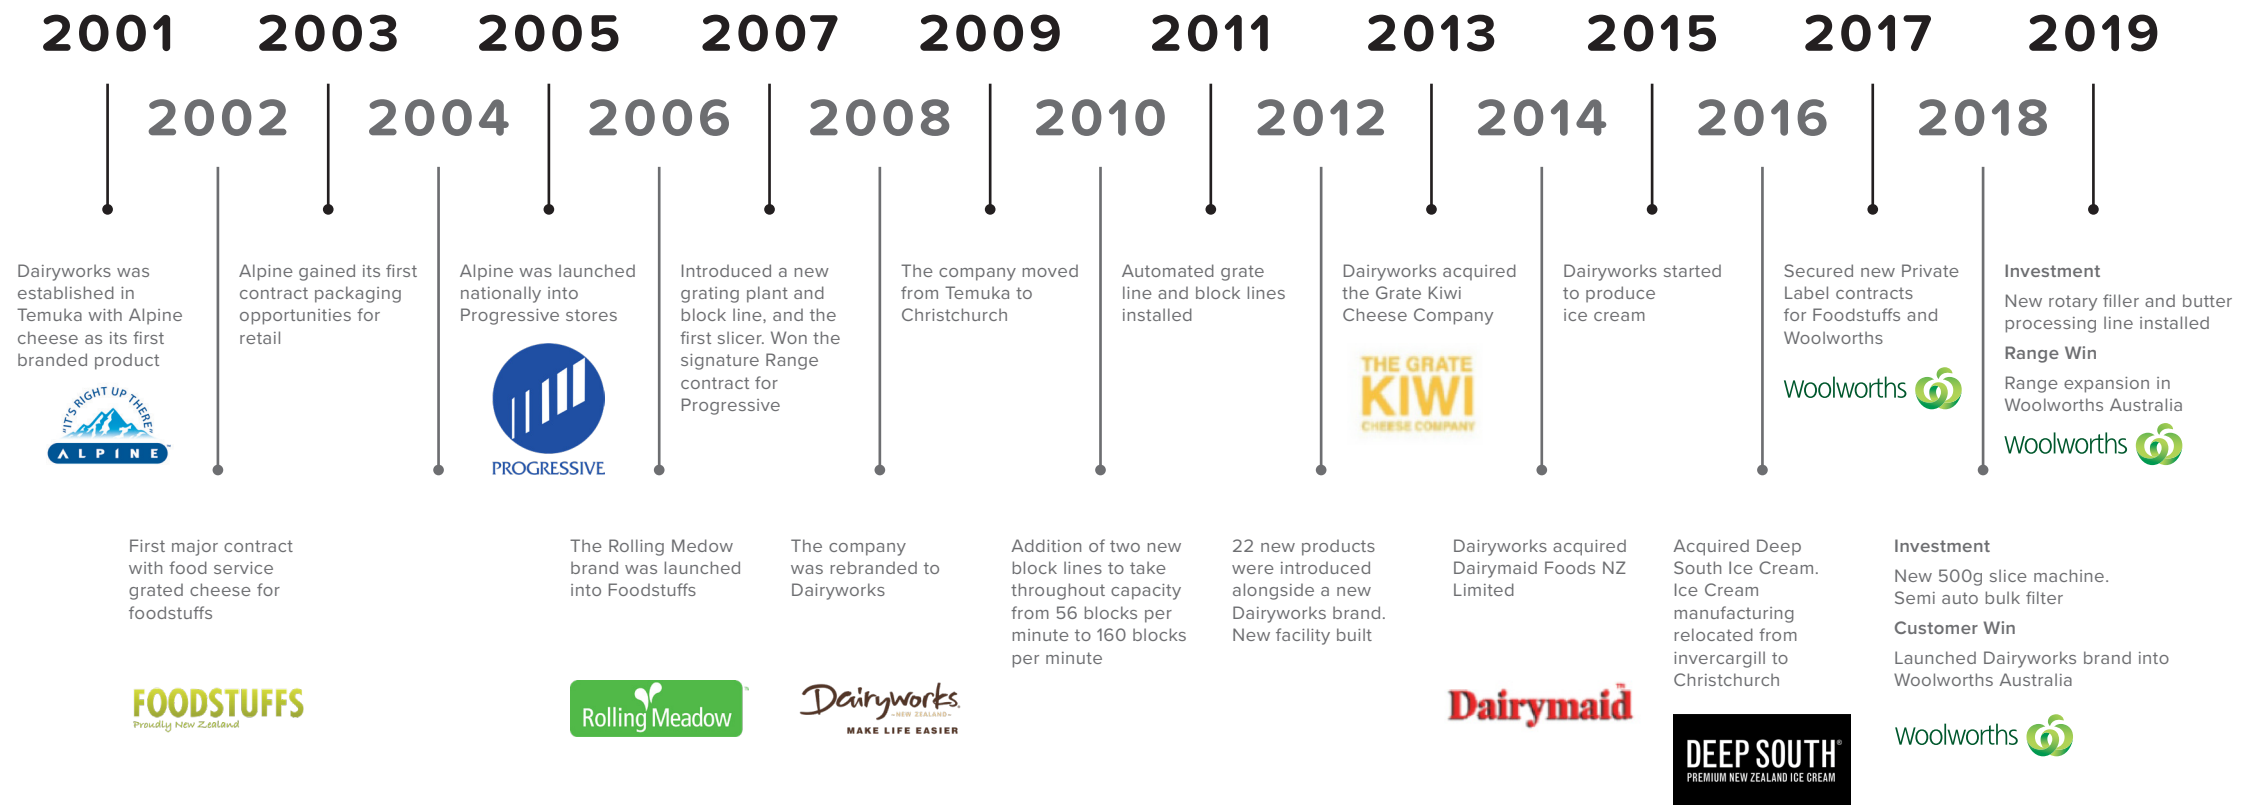 2001
2003
2005
2007
2009
2011
2013
2015
2017
2019
2002
2004
2006
2008
2010
2012
2014
2016
2018
Dairyworks was
established in
Temuka with Alpine
cheese as its first
branded product
"IT'S RIGHT UP THERE"
ALPINE™
Alpine gained its first
contract packaging
opportunities for
retail
Alpine was launched
nationally into
Progressive stores
PROGRESSIVE
Introduced a new
grating plant and
block line, and the
first slicer. Won the
signature Range
contract for
Progressive
The company moved
from Temuka to
Christchurch
Automated grate
line and block lines
installed
Dairyworks acquired
the Grate Kiwi
Cheese Company
THE GRATE
KIWI
CHEESE COMPANY
Dairyworks started
to produce
ice cream
Secured new Private
Label contracts
for Foodstuffs and
Woolworths
Woolworths
Investment
New rotary filler and butter
processing line installed
Range Win
Range expansion in
Woolworths Australia
Woolworths
First major contract
with food service
grated cheese for
foodstuffs
FOODSTUFFS
Proudly New Zealand
The Rolling Medow
brand was launched
into Foodstuffs
Rolling Meadow™
The company
was rebranded to
Dairyworks
Dairyworks.
-NEW ZEALAND-
MAKE LIFE EASIER
Addition of two new
block lines to take
throughout capacity
from 56 blocks per
minute to 160 blocks
per minute
22 new products
were introduced
alongside a new
Dairyworks brand.
New facility built
Dairyworks acquired
Dairymaid Foods NZ
Limited
Dairymaid™
Acquired Deep
South Ice Cream.
Ice Cream
manufacturing
relocated from
invercargill to
Christchurch
DEEP SOUTH®
PREMIUM NEW ZEALAND ICE CREAM
Investment
New 500g slice machine.
Semi auto bulk filter
Customer Win
Launched Dairyworks brand into
Woolworths Australia
Woolworths